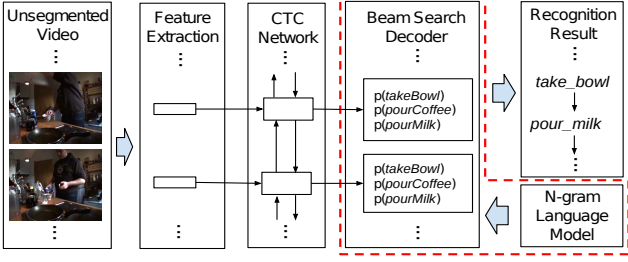 Unsegmented
Video
...
...
Feature
Extraction
...
...
CTC
Network
...
...
Beam Search
Decoder
...
p(takeBowl)
p(pourCoffee)
p(pourMilk)
p(takeBowl)
p(pourCoffee)
p(pourMilk)
...
Recognition
Result
...
take_bowl
pour_milk
...
N-gram
Language
Model